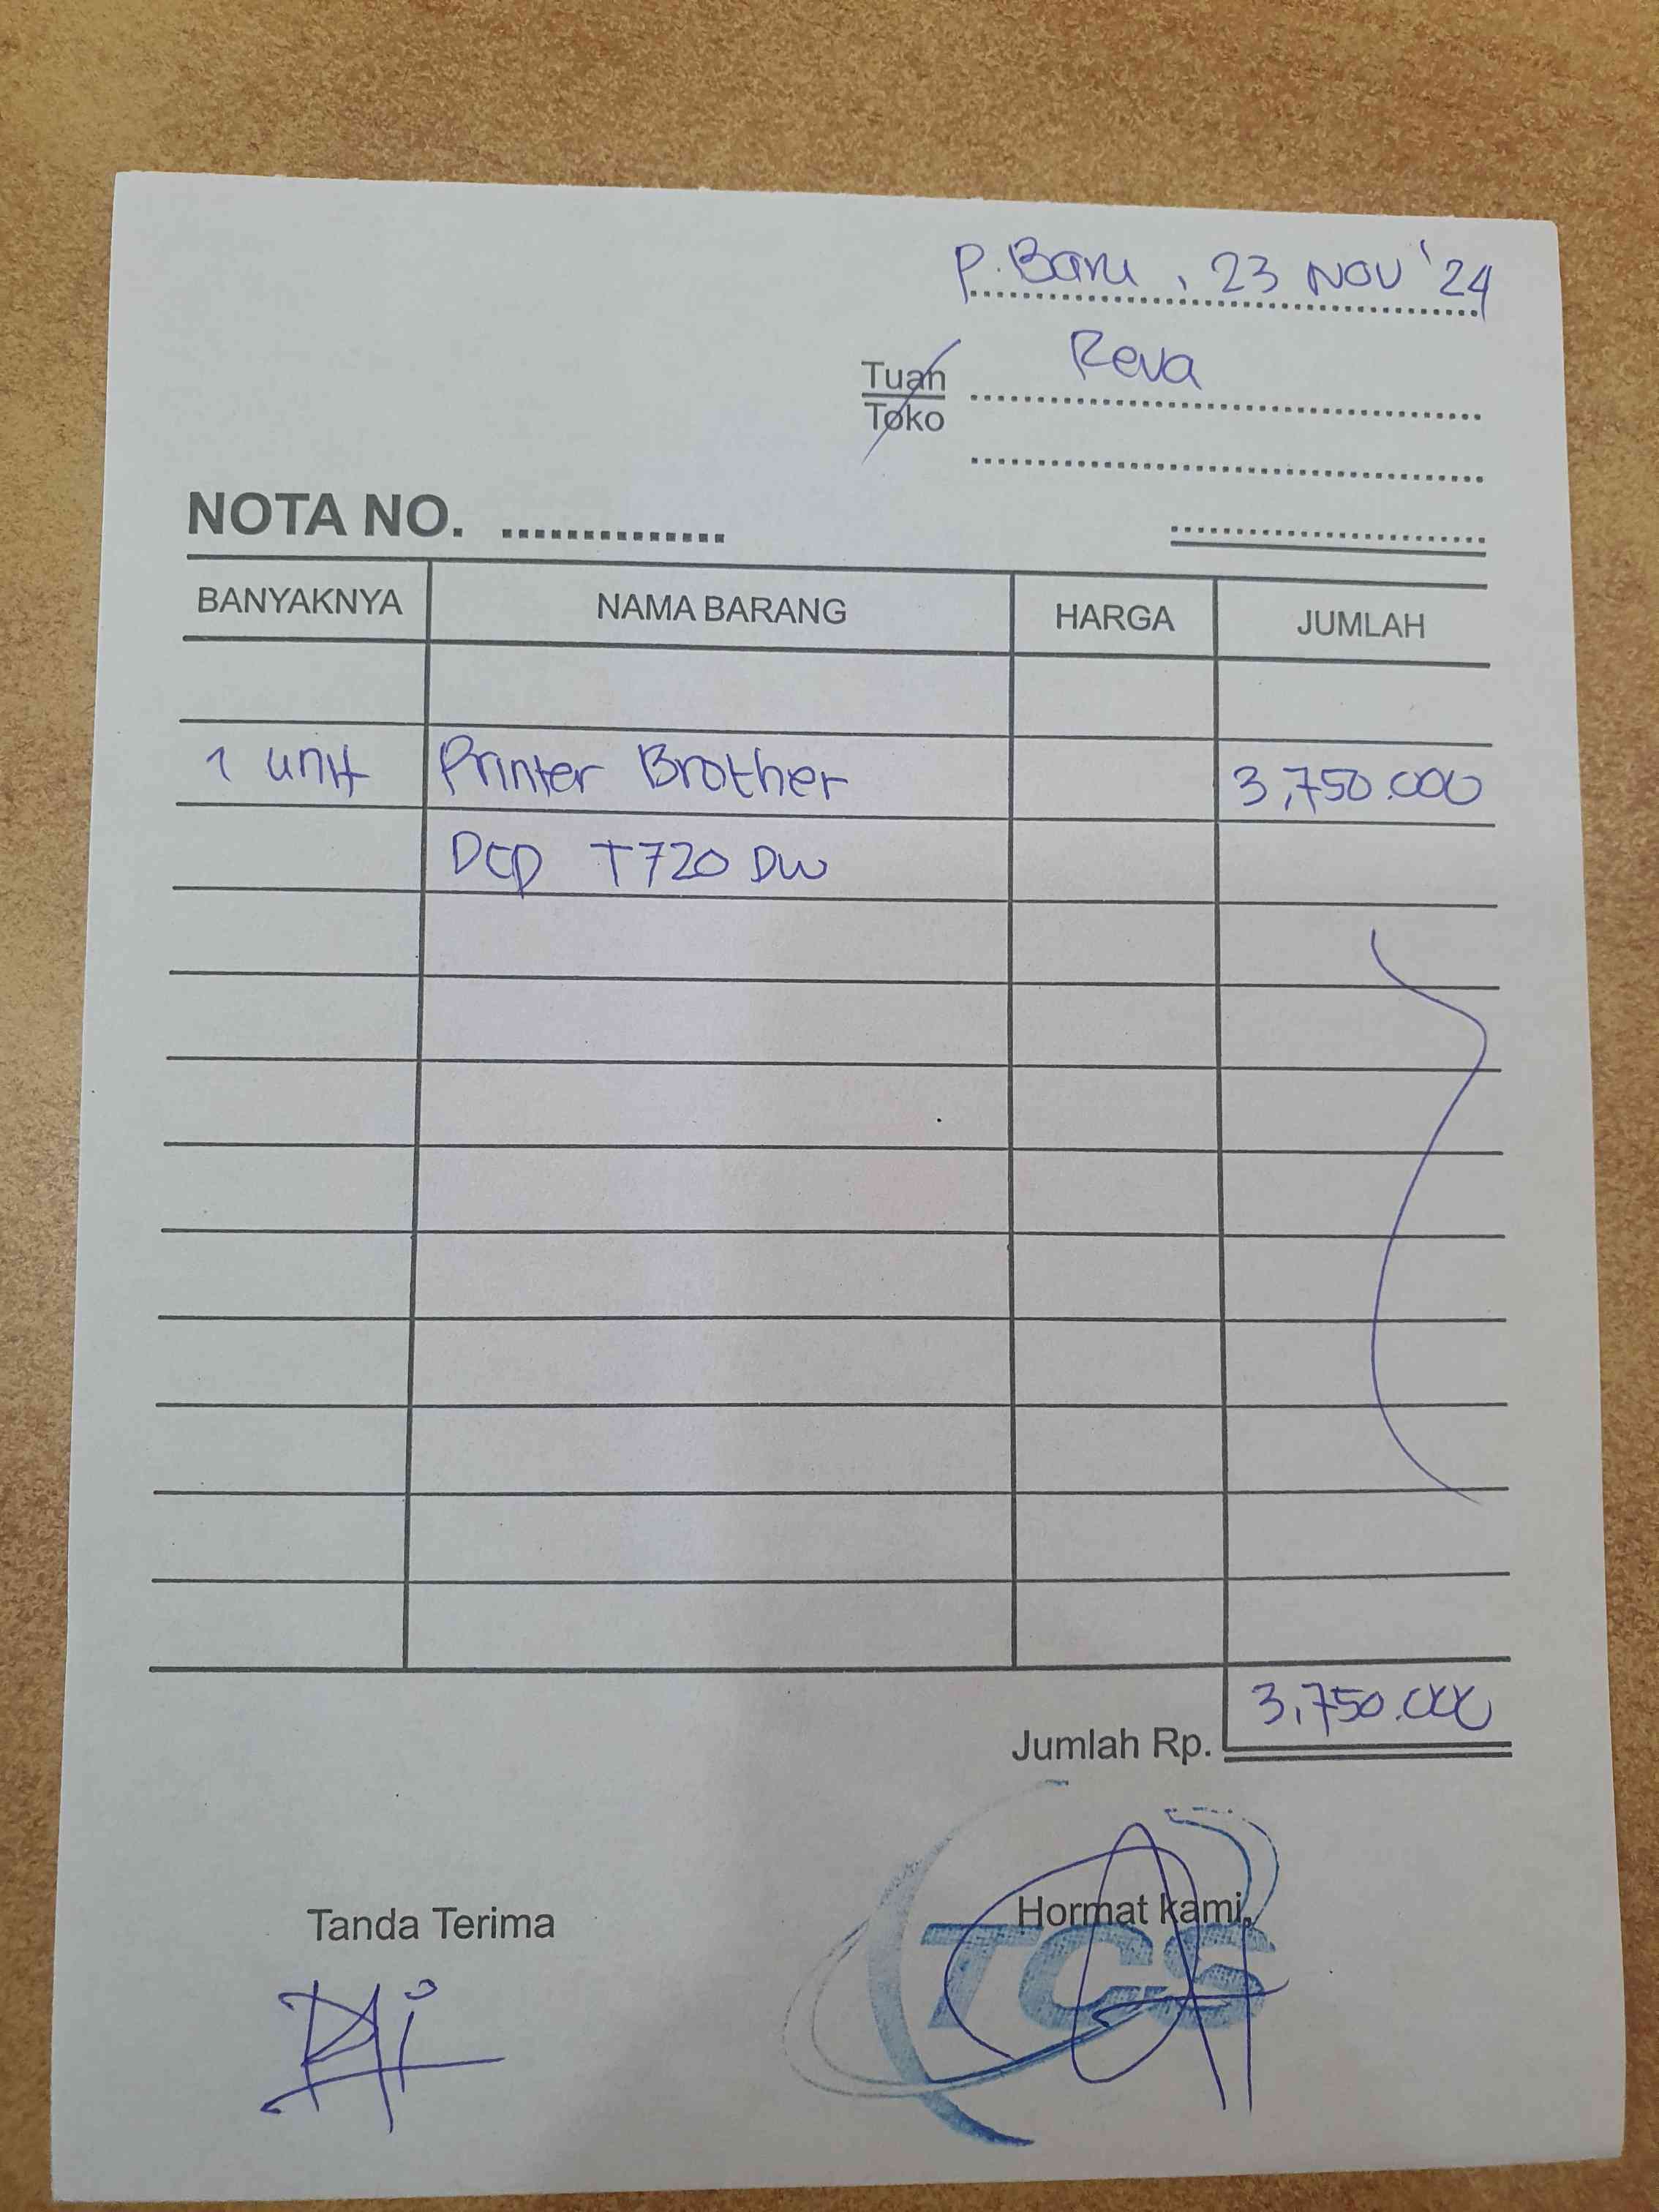 P.Baru, 23 NOV '24
Tuan Reva
Toko
NOTA NO. ..............
BANYAKNYA NAMA BARANG HARGA JUMLAH
1 unit Printer Brother 3,750.000
DCP T720 DW
Jumlah Rp. 3,750.000
Tanda Terima Hormat kami,
TCS